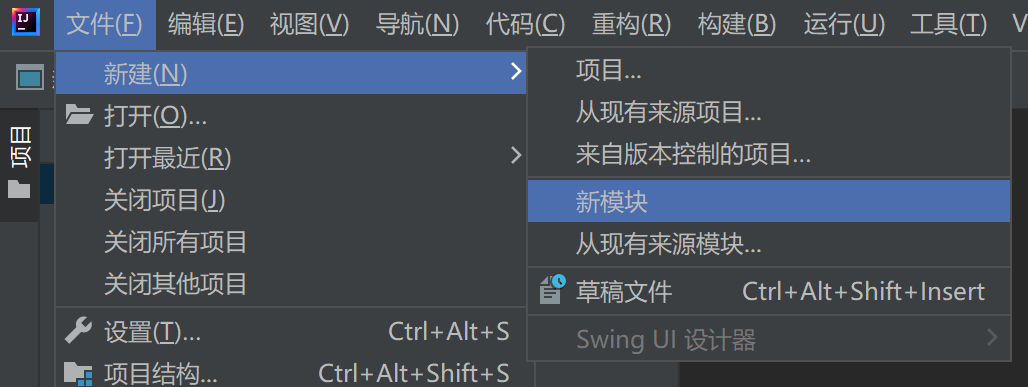 IJ
文件(F) 编辑(E) 视图(V) 导航(N) 代码(C) 重构(R) 构建(B) 运行(U) 工具(T) V
新建(N)
打开(O)...
打开最近(R)
关闭项目(J)
关闭所有项目
关闭其他项目
设置(T)... Ctrl+Alt+S
项目结构... Ctrl+Alt+Shift+S
项目...
从现有来源项目...
来自版本控制的项目...
新模块
从现有来源模块...
草稿文件 Ctrl+Alt+Shift+Insert
Swing UI 设计器
项目